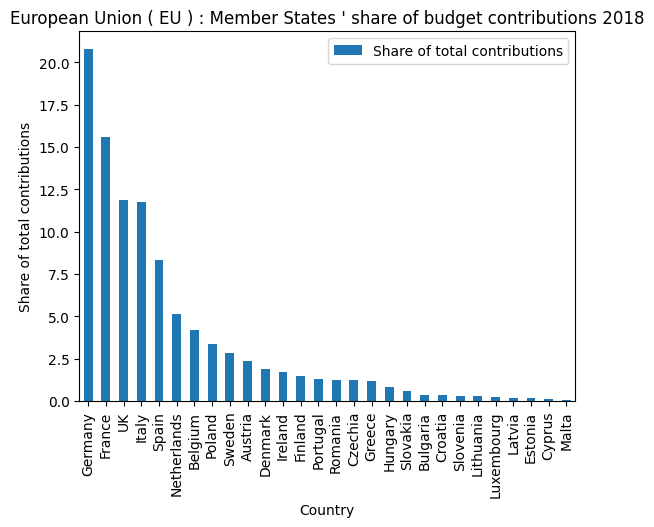 European Union ( EU ) : Member States ' share of budget contributions 2018
Share of total contributions
20.0
17.5
15.0
12.5
10.0
7.5
5.0
2.5
0.0
Share of total contributions
Germany
France
UK
Italy
Spain
Netherlands
Belgium
Poland
Sweden
Austria
Denmark
Ireland
Finland
Portugal
Romania
Czechia
Greece
Hungary
Slovakia
Bulgaria
Croatia
Slovenia
Lithuania
Luxembourg
Latvia
Estonia
Cyprus
Malta
Country